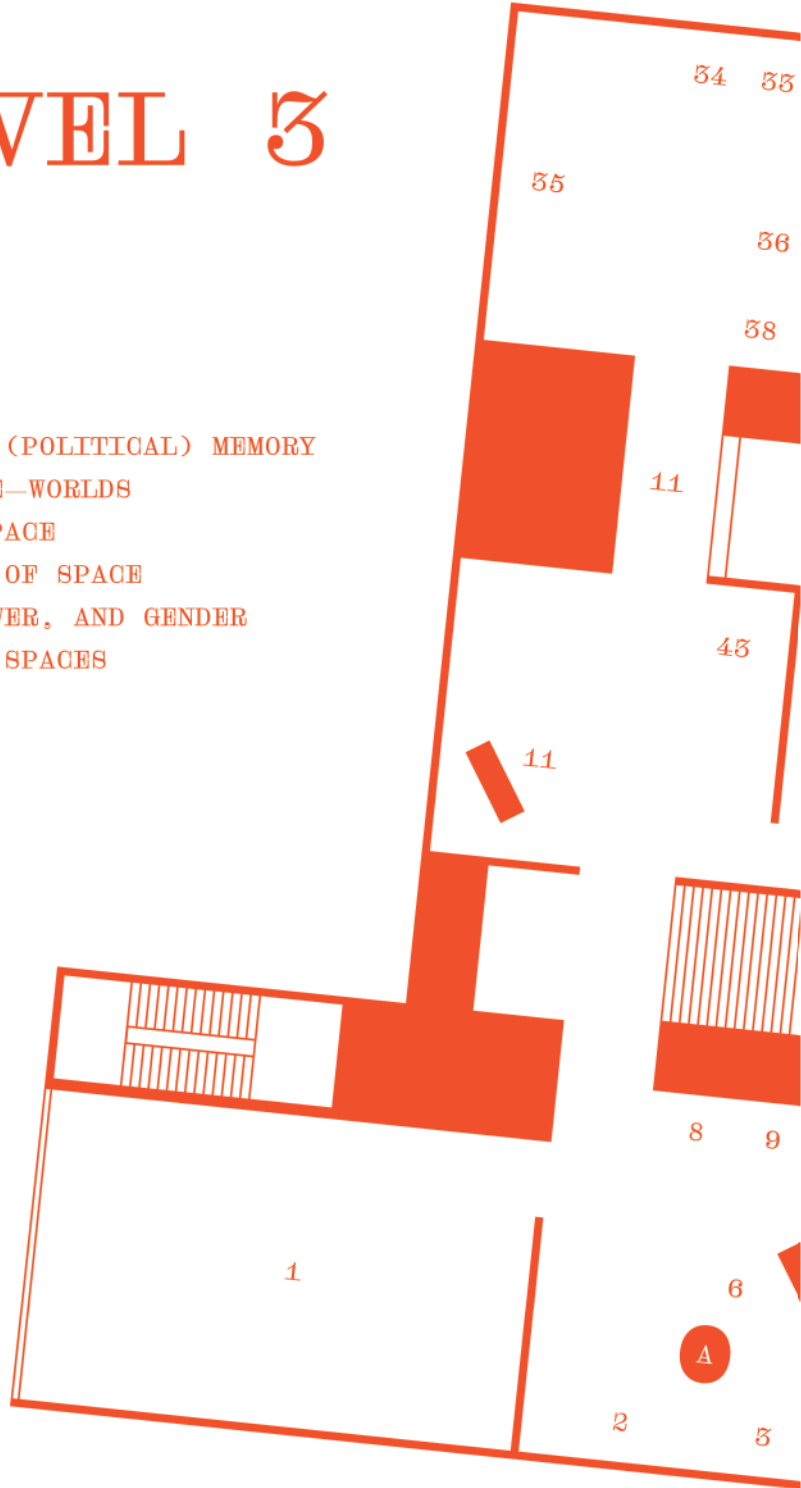 VEL 3
34 33
35
36
38
(POLITICAL) MEMORY
E—WORLDS
11
PACE
OF SPACE
WER, AND GENDER
43
SPACES
11
8 9
1
6
A
2 3